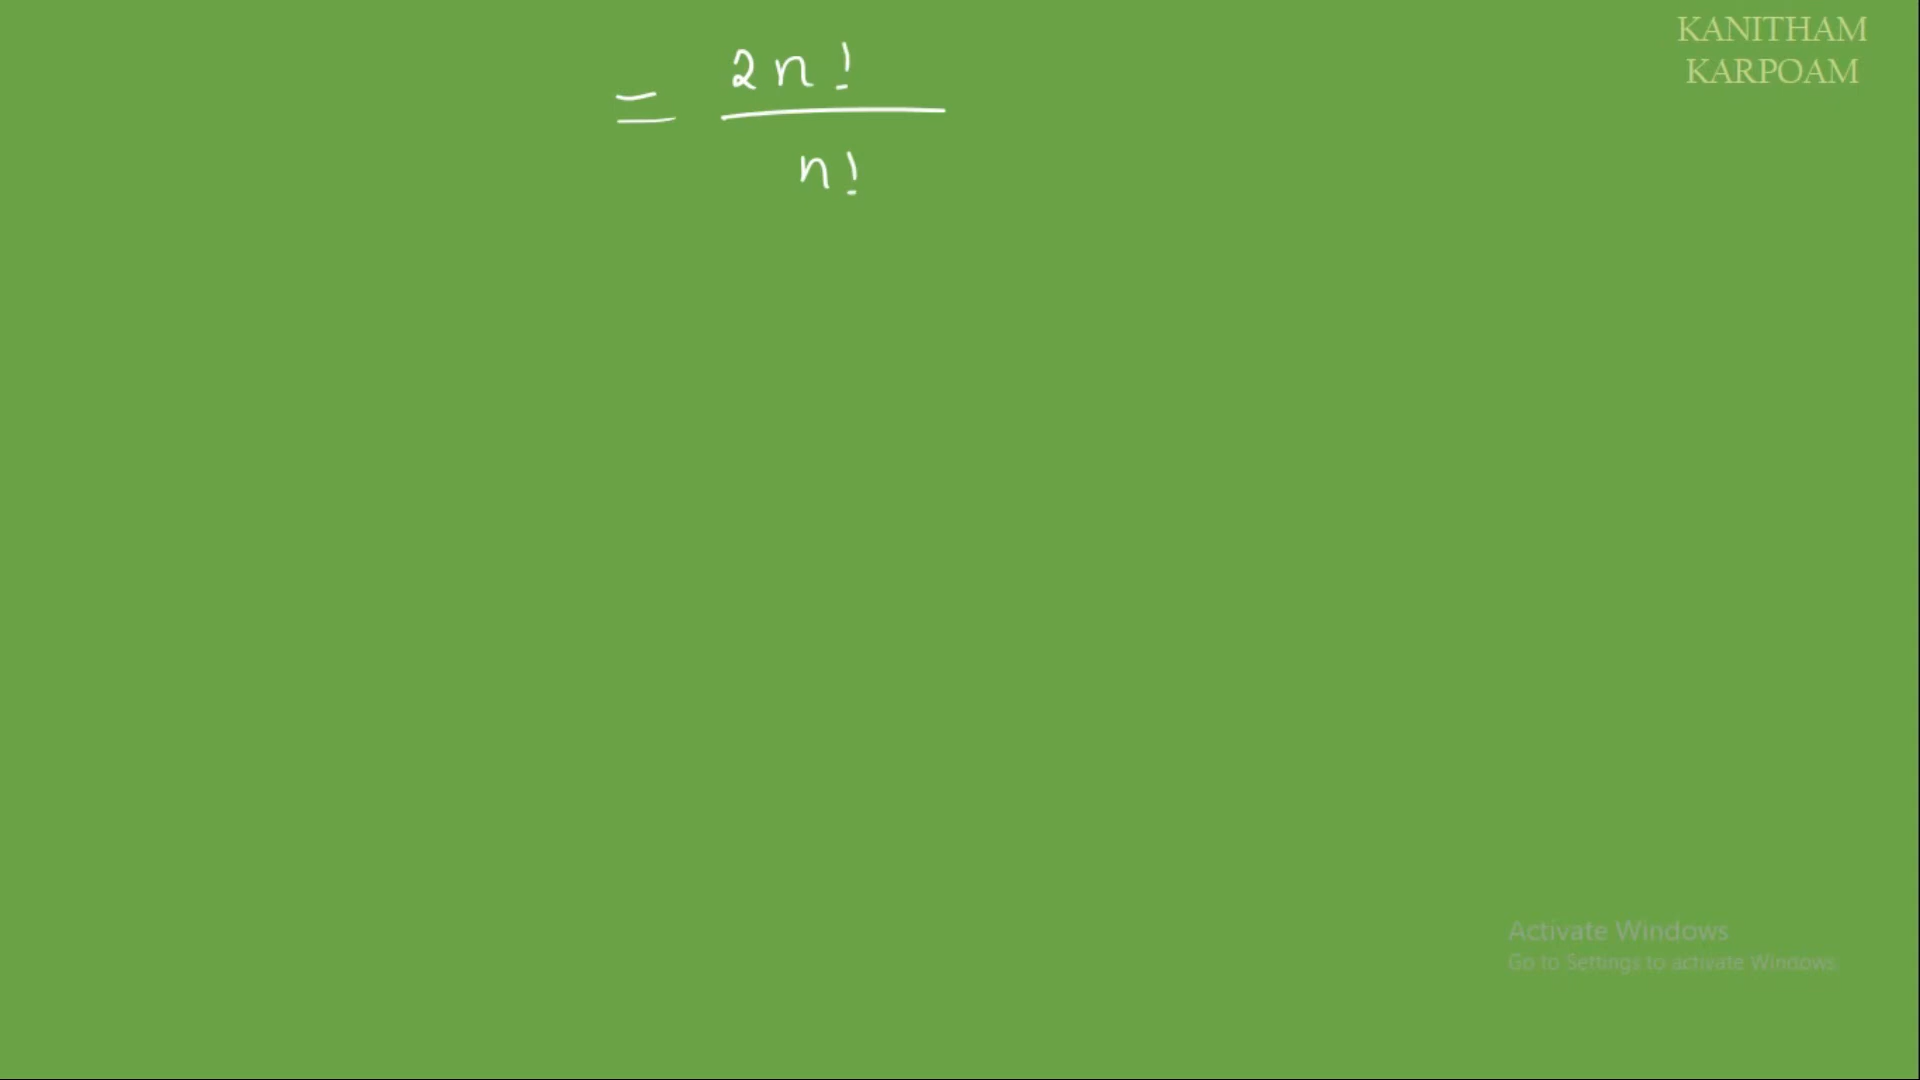 KANITHAM
KARPOAM
= 2n!
n!
Activate Windows
Go to Settings to activate Windows.